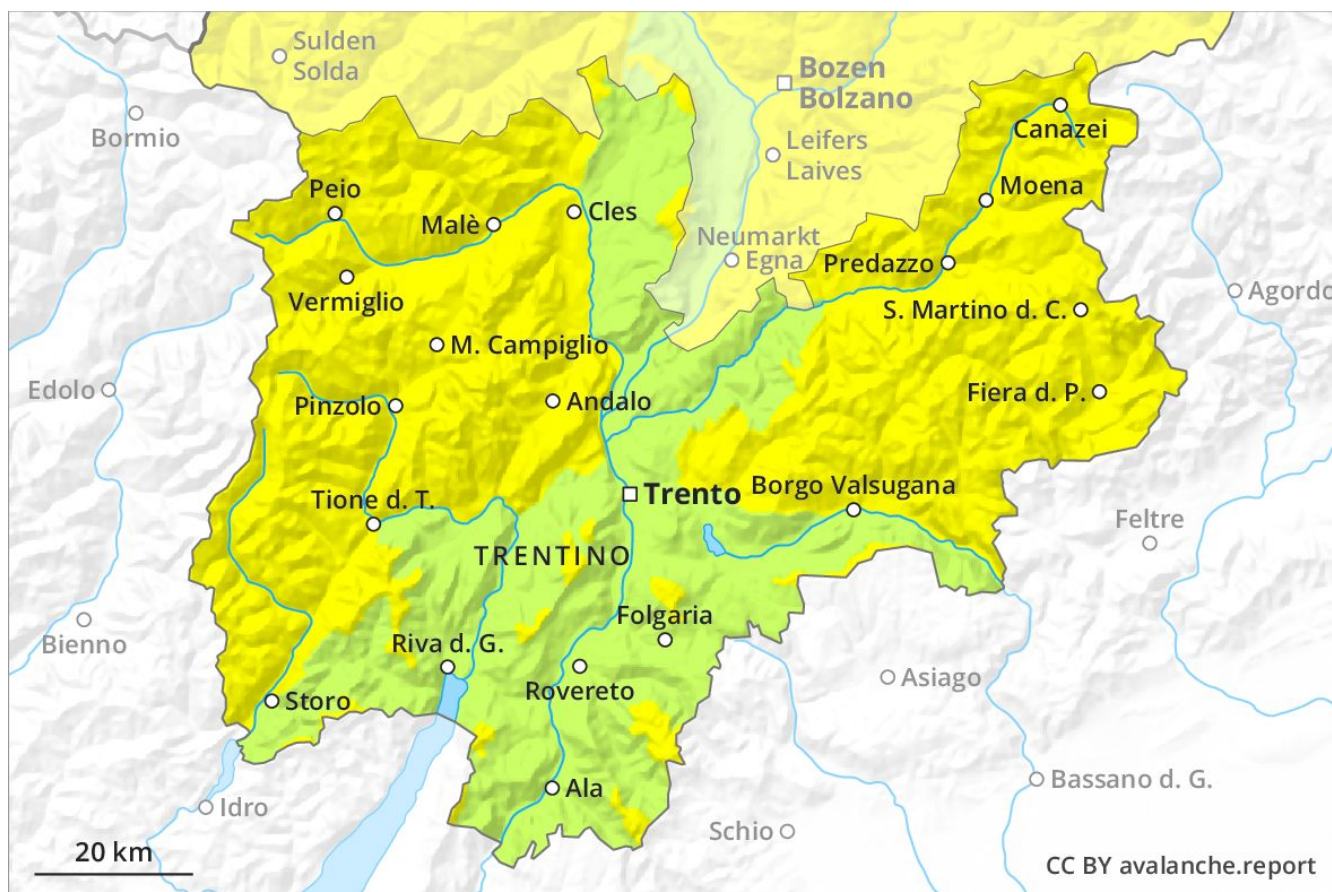 Sulden
Solda
Bozen
Bolzano
Bormio
Canazei
Leifers
Laives
Peio
Moena
Malè
Cles
Neumarkt
Egna
Predazzo
Vermiglio
Agordo
S. Martino d. C.
M. Campiglio
Edolo
Pinzolo
Andalo
Fiera d. P.
Tione d. T.
Trento
Borgo Valsugana
Feltre
TRENTINO
Bienno
Folgaria
Riva d. G.
Asiago
Storo
Rovereto
Bassano d. G.
Ala
Idro
Schio
20 km
CC BY avalanche.report